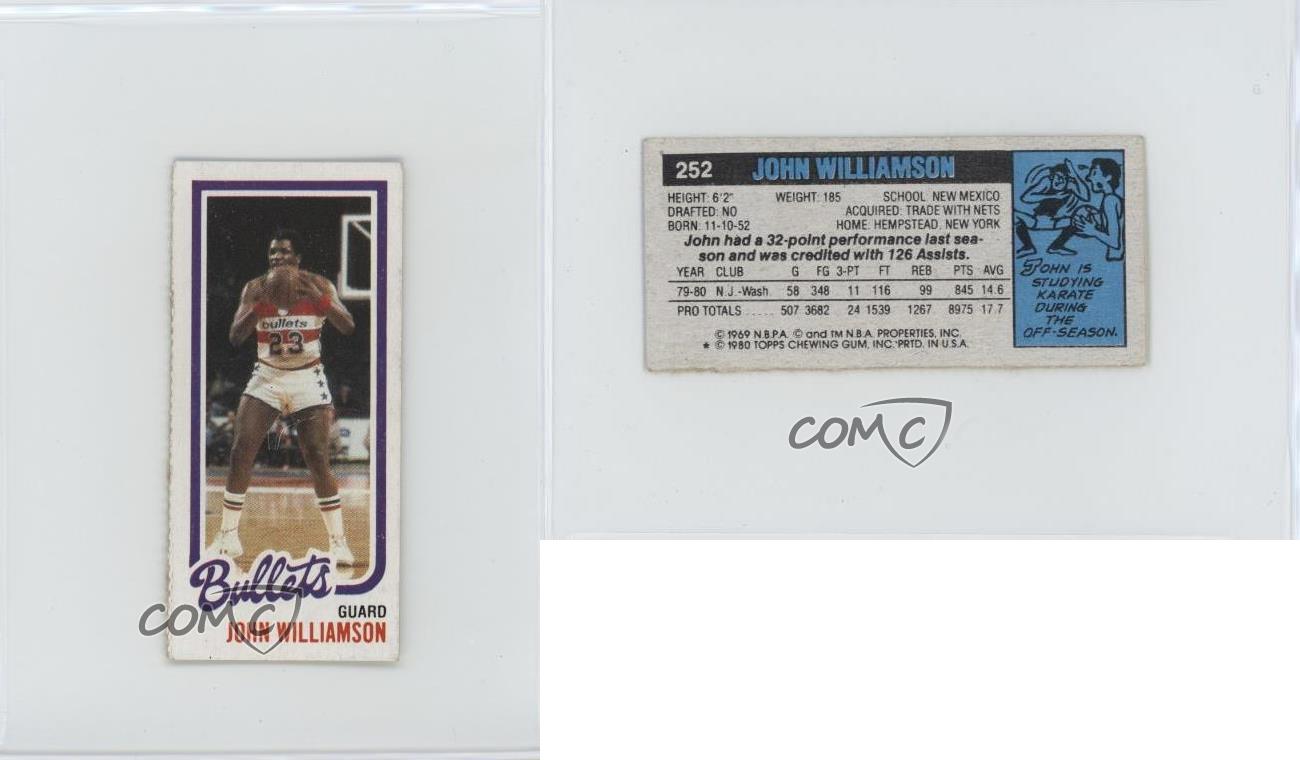 bullets
23
Bullets
GUARD
JOHN WILLIAMSON
COMC
252 JOHN WILLIAMSON
HEIGHT: 6'2" WEIGHT: 185 SCHOOL: NEW MEXICO
DRAFTED: NO ACQUIRED: TRADE WITH NETS
BORN: 11-10-52 HOME: HEMPSTEAD, NEW YORK
John had a 32-point performance last sea-
son and was credited with 126 Assists.
YEAR CLUB G FG 3-PT FT REB PTS AVG
79-80 N.J.-Wash. 58 348 11 116 99 845 14.6
PRO TOTALS ..... 507 3682 24 1539 1267 8975 17.7
© 1969 N.B.P.A. © and TM N.B.A. PROPERTIES, INC.
* © 1980 TOPPS CHEWING GUM, INC. PRTD. IN U.S.A.
JOHN IS
STUDYING
KARATE
DURING
THE
OFF-SEASON.
COMC